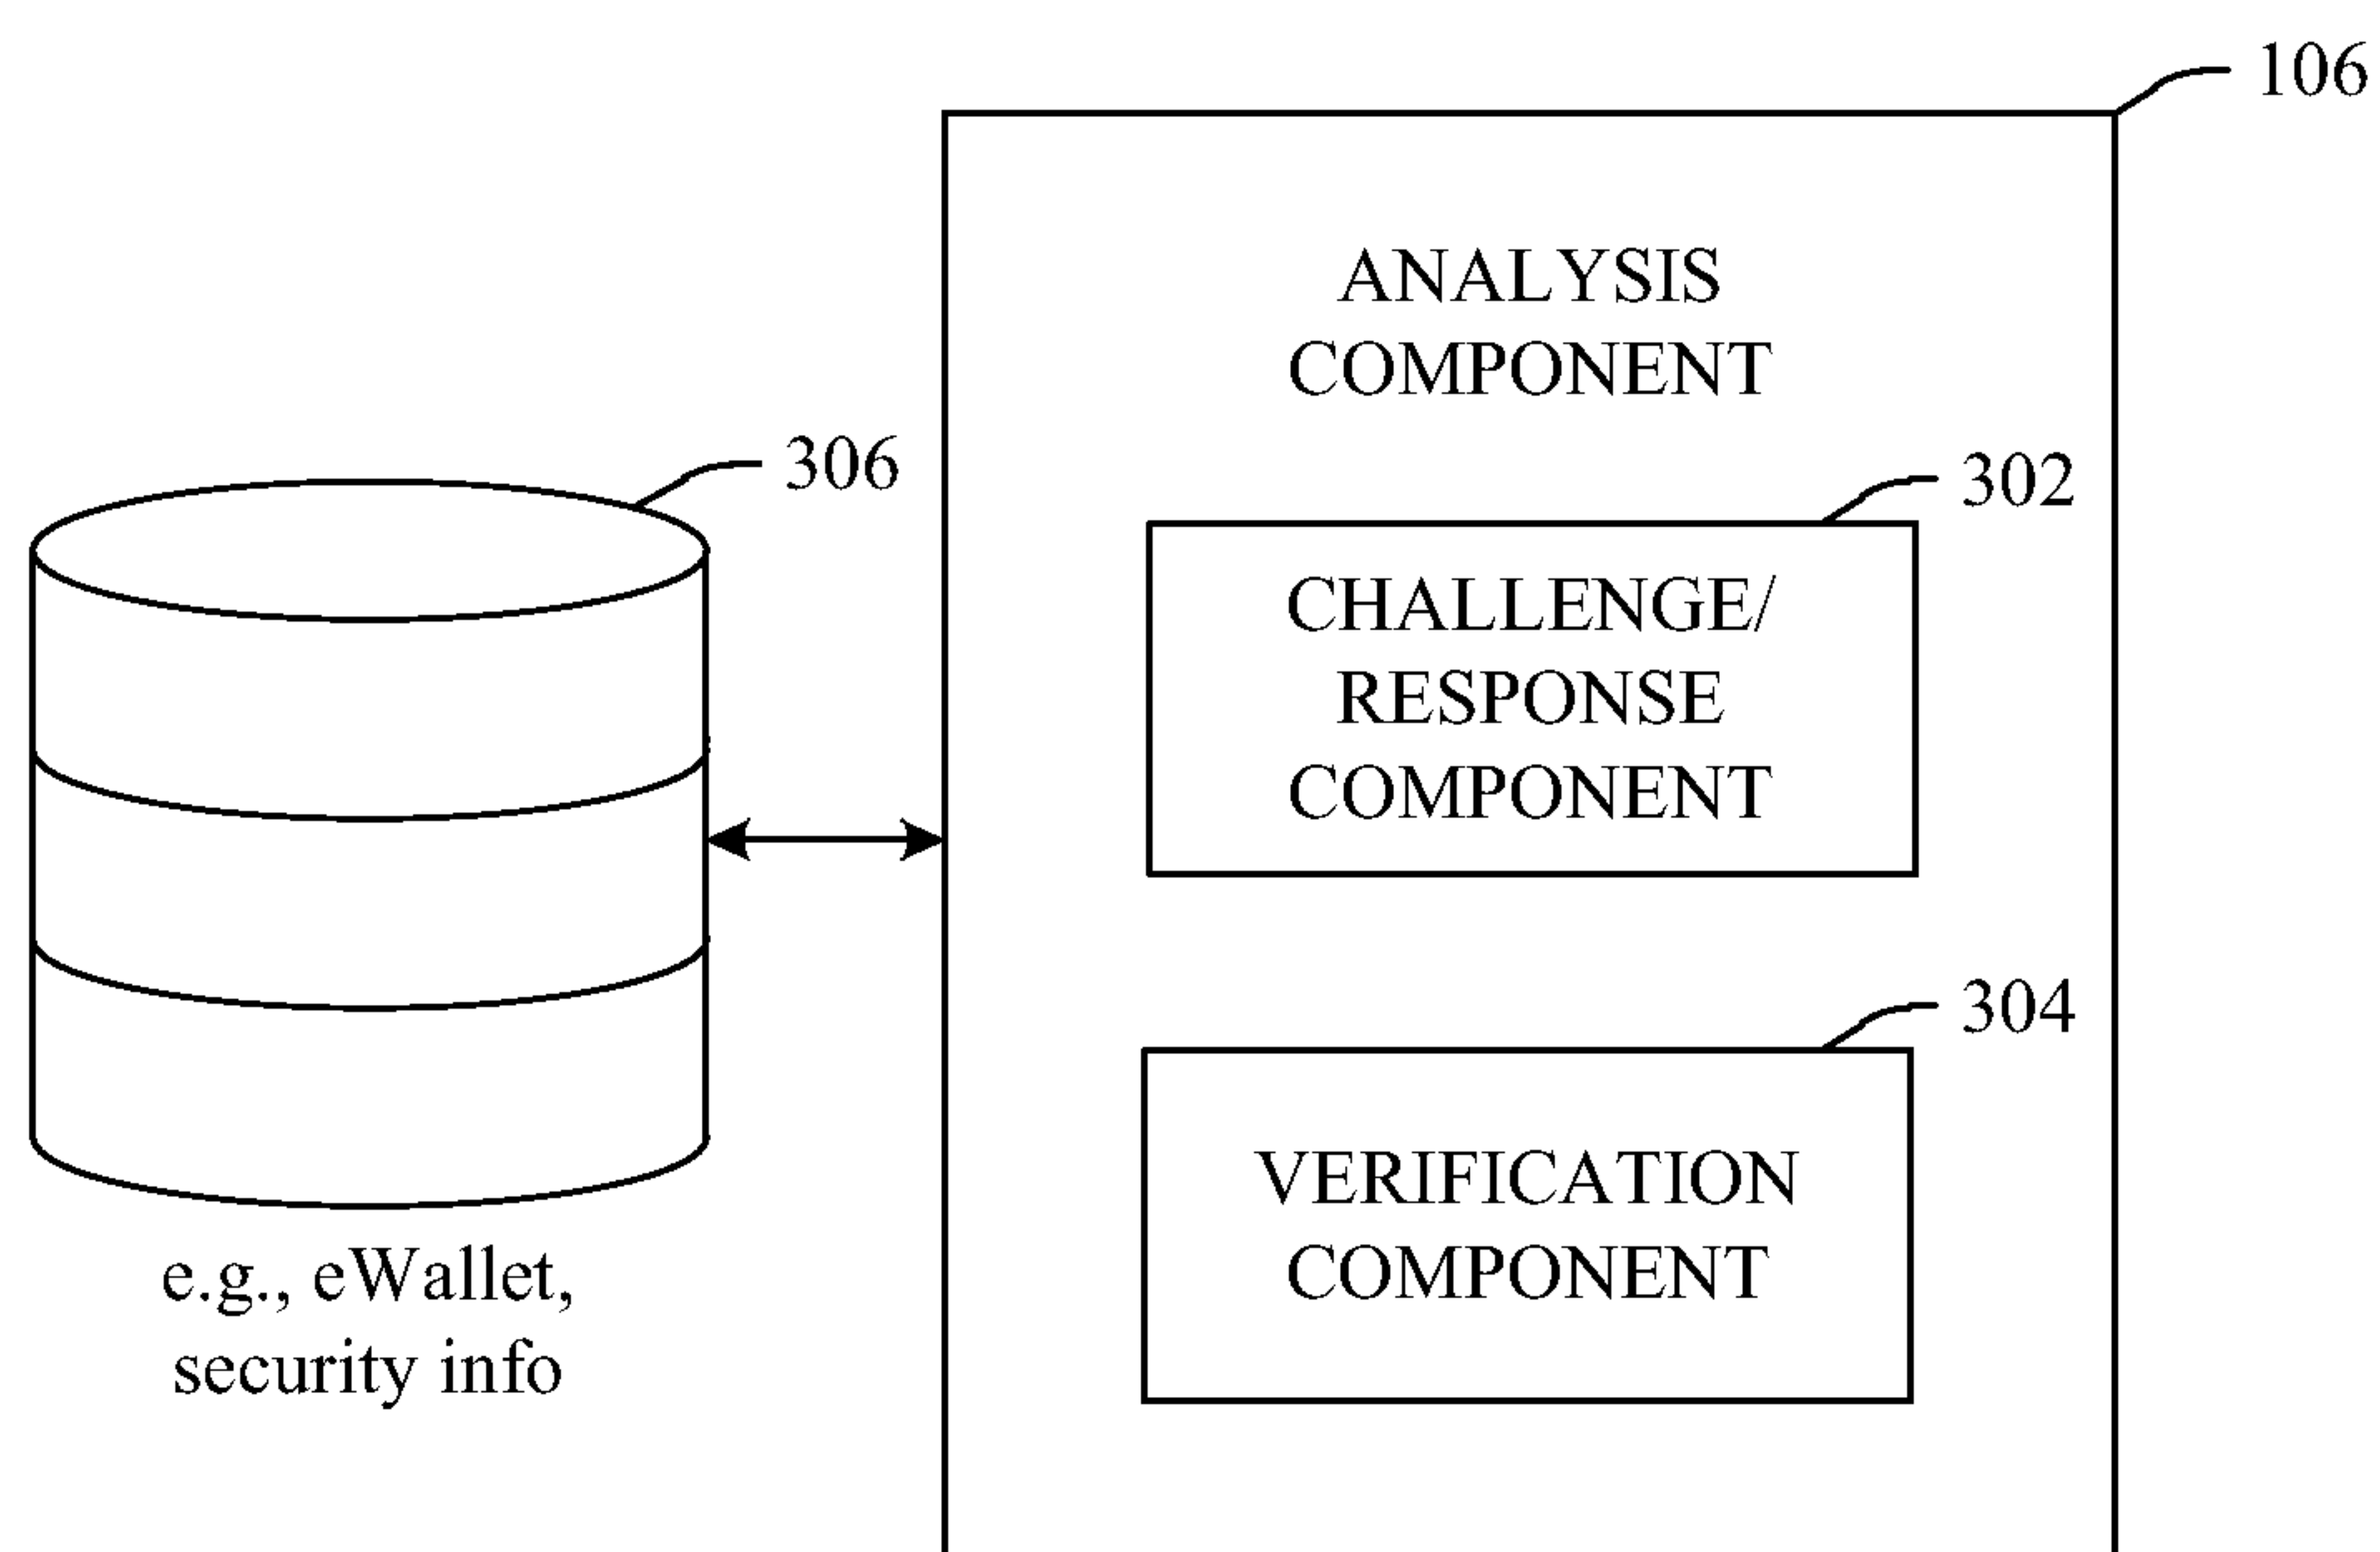 106
ANALYSIS
COMPONENT
306
302
CHALLENGE/
RESPONSE
COMPONENT
304
VERIFICATION
COMPONENT
e.g., eWallet,
security info